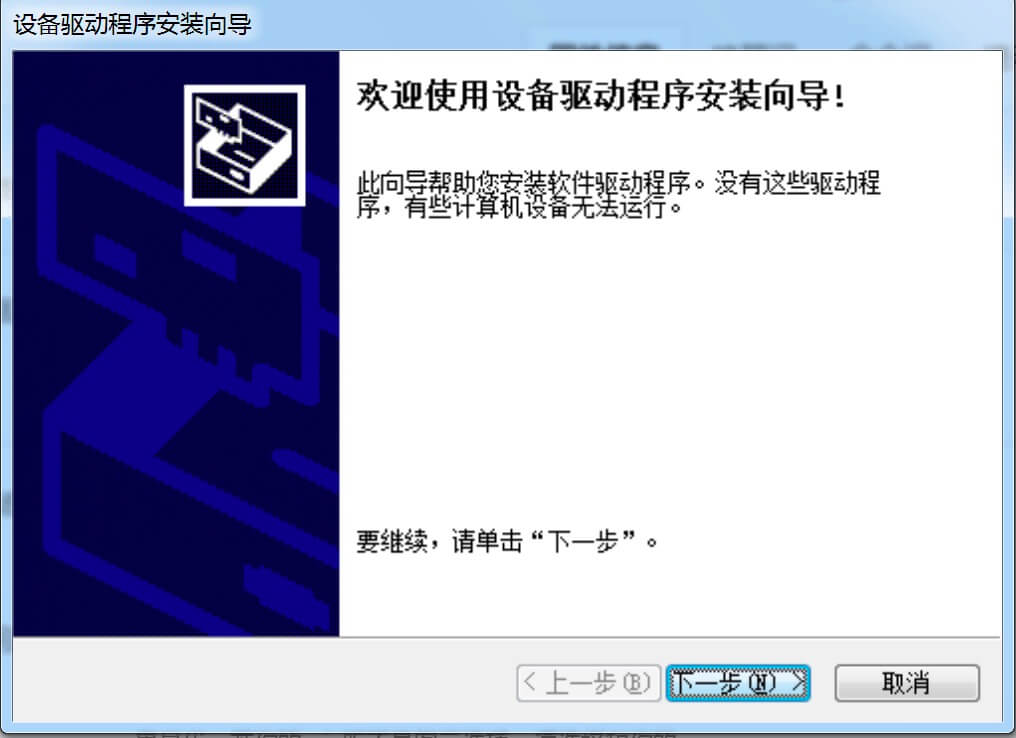 设备驱动程序安装向导
欢迎使用设备驱动程序安装向导!
此向导帮助您安装软件驱动程序。没有这些驱动程
序，有些计算机设备无法运行。
要继续，请单击“下一步”。
< 上一步(B) 下一步(N) > 取消